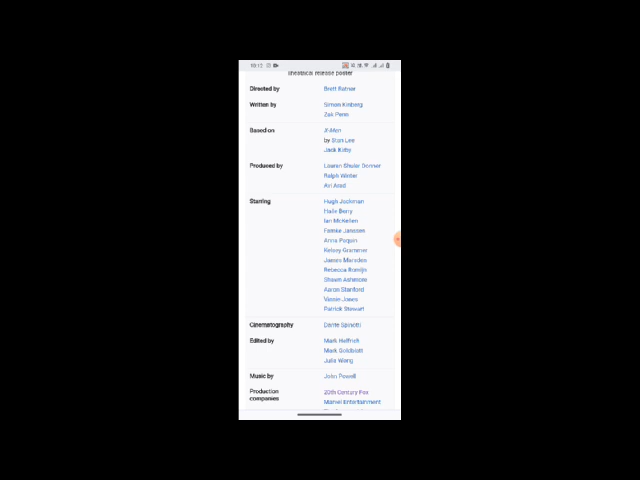 Theatrical release poster
Directed by Brett Ratner
Written by Simon Kinberg
Zak Penn
Based on X-Men
by Stan Lee
Jack Kirby
Produced by Lauren Shuler Donner
Ralph Winter
Avi Arad
Starring Hugh Jackman
Halle Berry
Ian McKellen
Famke Janssen
Anna Paquin
Kelsey Grammer
James Marsden
Rebecca Romijn
Shawn Ashmore
Aaron Stanford
Vinnie Jones
Patrick Stewart
Cinematography Dante Spinotti
Edited by Mark Helfrich
Mark Goldblatt
Julia Wong
Music by John Powell
Production companies 20th Century Fox
Marvel Entertainment